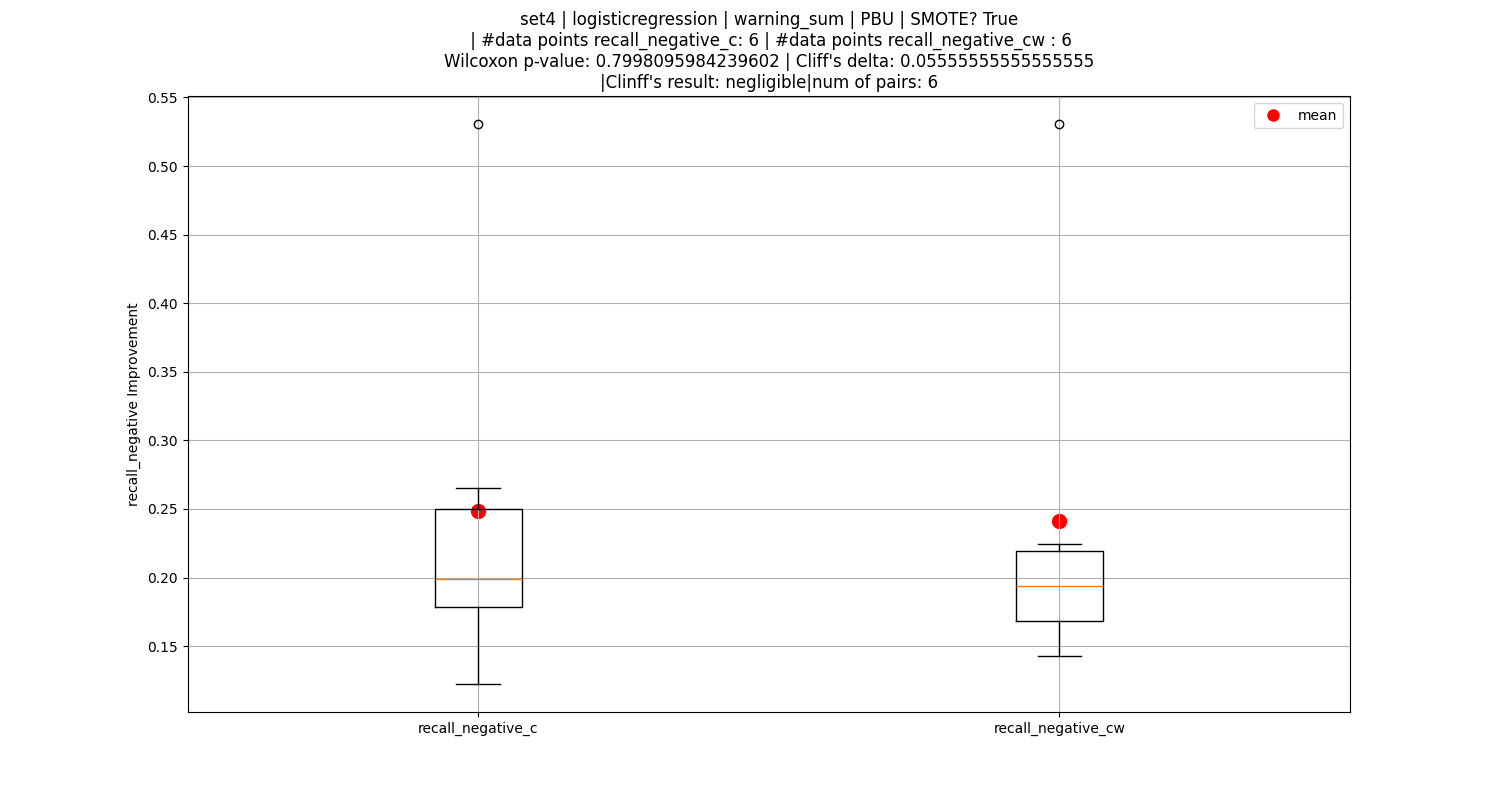 set4 | logisticregression | warning_sum | PBU | SMOTE? True
| #data points recall_negative_c: 6 | #data points recall_negative_cw : 6
Wilcoxon p-value: 0.7998095984239602 | Cliff's delta: 0.05555555555555555
|Clinff's result: negligible|num of pairs: 6
mean
0.55
0.50
0.45
0.40
0.35
0.30
0.25
0.20
0.15
recall_negative Improvement
recall_negative_c
recall_negative_cw